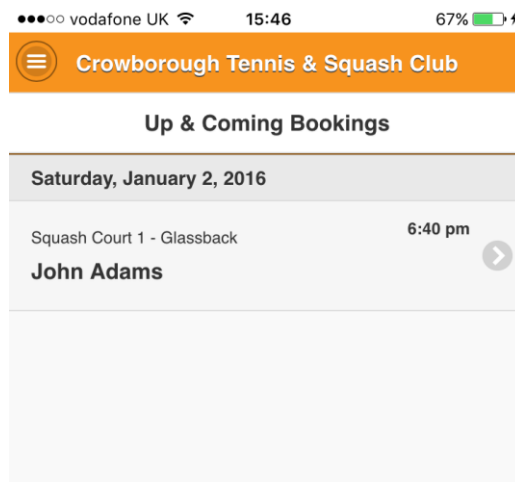 vodafone UK 15:46 67%
Crowborough Tennis & Squash Club
Up & Coming Bookings
Saturday, January 2, 2016
Squash Court 1 - Glassback 6:40 pm
John Adams